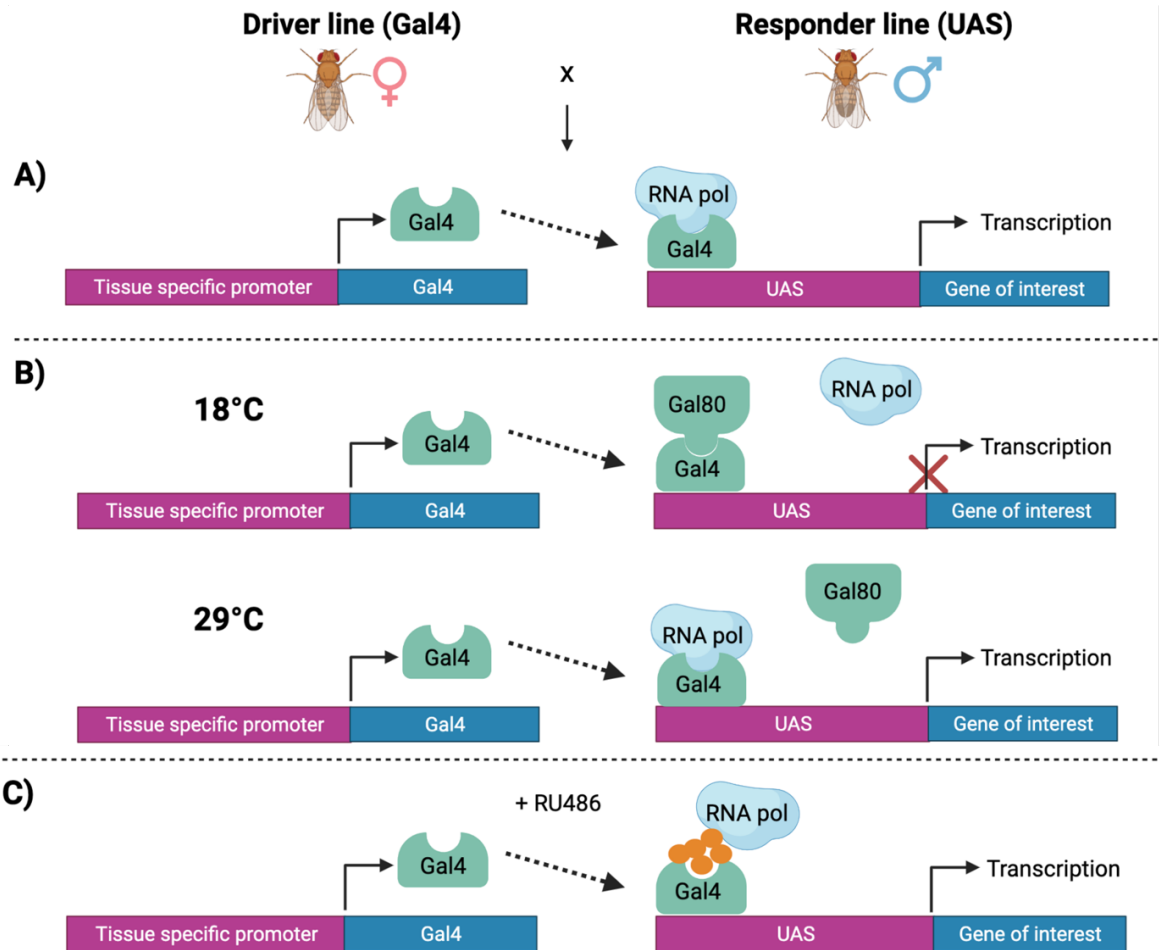 Driver line (Gal4)
Responder line (UAS)
♀
x
♂
A)
Gal4
RNA pol
Gal4
Transcription
Tissue specific promoter
Gal4
UAS
Gene of interest
B)
18°C
Gal4
Gal80
Gal4
RNA pol
Transcription
Tissue specific promoter
Gal4
UAS
Gene of interest
29°C
Gal4
RNA pol
Gal4
Gal80
Transcription
Tissue specific promoter
Gal4
UAS
Gene of interest
C)
+ RU486
Gal4
RNA pol
Gal4
Transcription
Tissue specific promoter
Gal4
UAS
Gene of interest